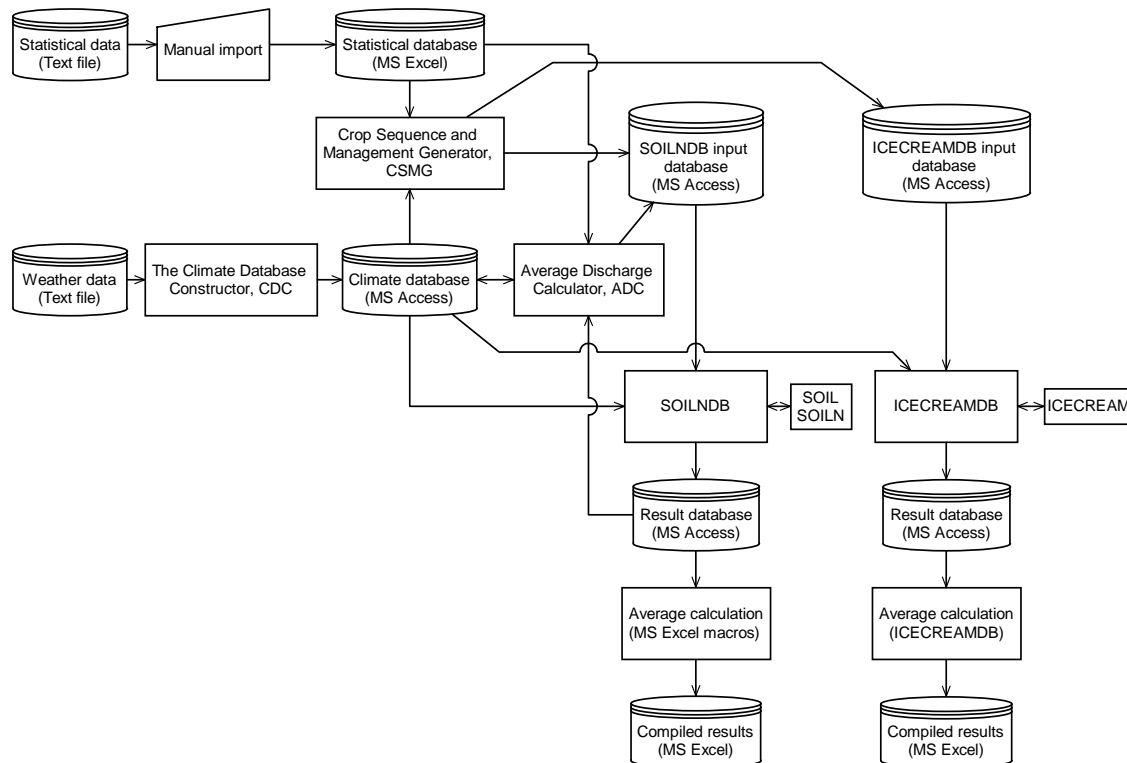 Statistical data
(Text file)
Manual import
Statistical database
(MS Excel)
Crop Sequence and
Management Generator,
CSMG
SOILNDB input
database
(MS Access)
ICECREAMDB input
database
(MS Access)
Weather data
(Text file)
The Climate Database
Constructor, CDC
Climate database
(MS Access)
Average Discharge
Calculator, ADC
SOILNDB
SOIL
SOILN
ICECREAMDB
ICECREAM
Result database
(MS Access)
Result database
(MS Access)
Average calculation
(MS Excel macros)
Average calculation
(ICECREAMDB)
Compiled results
(MS Excel)
Compiled results
(MS Excel)